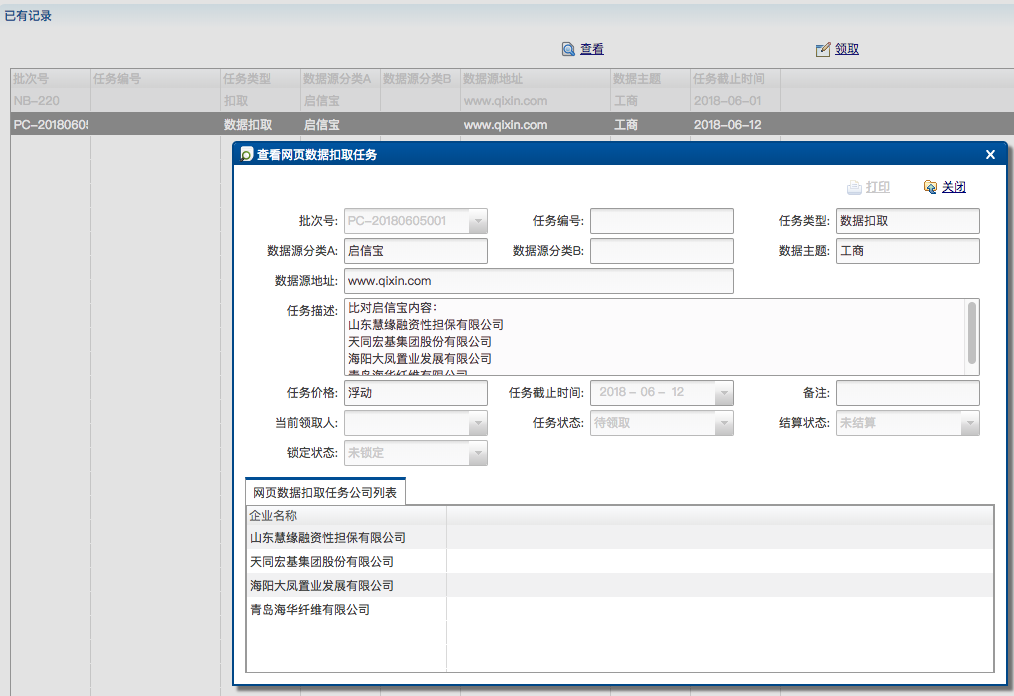 已有记录
查看 领取
批次号 任务编号 任务类型 数据源分类A 数据源分类B 数据源地址 数据主题 任务截止时间
NB-220 扣取 启信宝 www.qixin.com 工商 2018-06-01
PC-2018060 数据扣取 启信宝 www.qixin.com 工商 2018-06-12
查看网页数据扣取任务
打印 关闭
批次号: PC-20180605001 任务编号: 任务类型: 数据扣取
数据源分类A: 启信宝 数据源分类B: 数据主题: 工商
数据源地址: www.qixin.com
任务描述: 比对启信宝内容:
山东慧缘融资性担保有限公司
天同宏基集团股份有限公司
海阳大凤置业发展有限公司
青岛海华纤维有限公司
任务价格: 浮动 任务截止时间: 2018 - 06 - 12 备注:
当前领取人: 任务状态: 待领取 结算状态: 未结算
锁定状态: 未锁定
网页数据扣取任务公司列表
企业名称
山东慧缘融资性担保有限公司
天同宏基集团股份有限公司
海阳大凤置业发展有限公司
青岛海华纤维有限公司